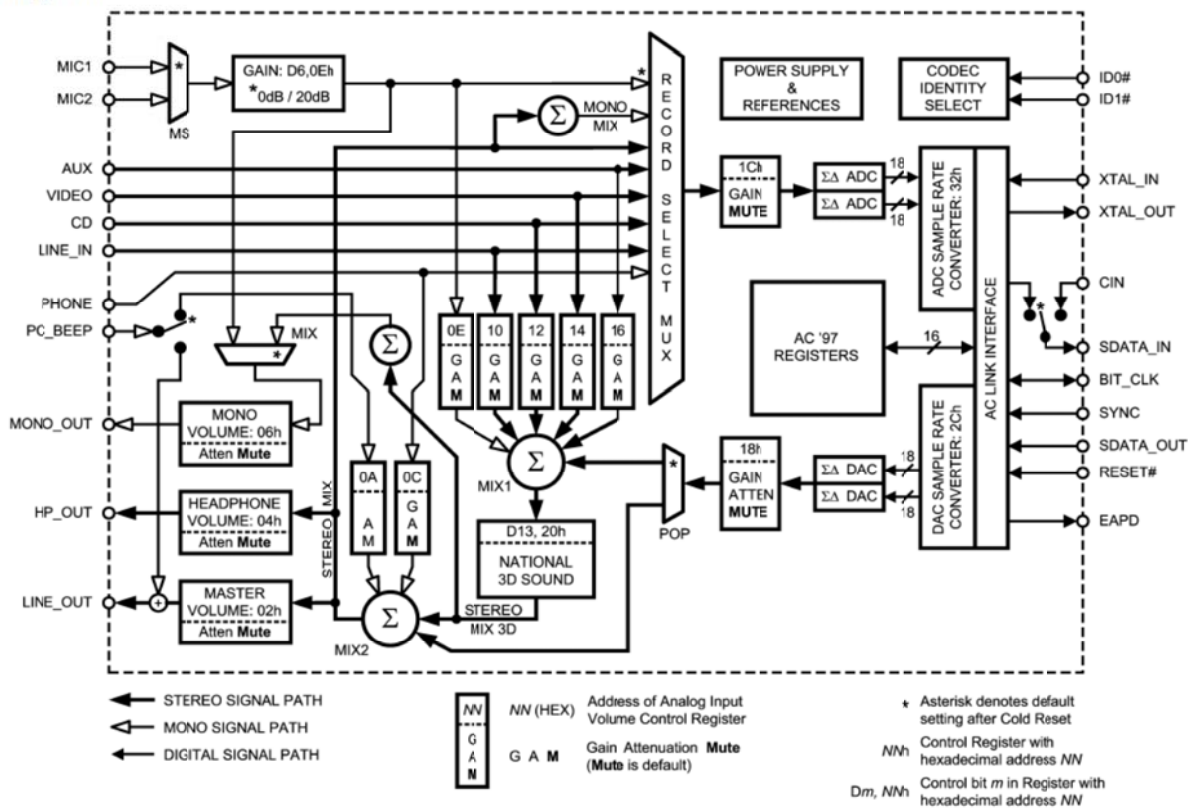 MIC1
MIC2
*
MS
GAIN: D6,0Eh
*0dB / 20dB
*
RECORD SELECT MUX
Σ
MONO
MIX
POWER SUPPLY
&
REFERENCES
CODEC
IDENTITY
SELECT
ID0#
ID1#
AUX
VIDEO
CD
LINE_IN
PHONE
PC_BEEP
*
1Ch
GAIN
MUTE
ΣΔ ADC
ΣΔ ADC
18
18
ADC SAMPLE RATE
CONVERTER: 32h
AC LINK INTERFACE
XTAL_IN
XTAL_OUT
CIN
*
SDATA_IN
BIT_CLK
SYNC
SDATA_OUT
RESET#
EAPD
AC '97
REGISTERS
16
DAC SAMPLE RATE
CONVERTER: 2Ch
18
18
ΣΔ DAC
ΣΔ DAC
18h
GAIN
ATTEN
MUTE
*
POP
0E
G
A
M
10
G
A
M
12
G
A
M
14
G
A
M
16
G
A
M
Σ
MIX1
MIX
*
Σ
MONO_OUT
MONO
VOLUME: 06h
Atten Mute
HP_OUT
HEADPHONE
VOLUME: 04h
Atten Mute
LINE_OUT
+
MASTER
VOLUME: 02h
Atten Mute
STEREO_MIX
0A
A
M
0C
G
A
M
Σ
MIX2
D13, 20h
NATIONAL
3D SOUND
STEREO
MIX 3D
STEREO SIGNAL PATH
MONO SIGNAL PATH
DIGITAL SIGNAL PATH
NN
G
A
M
NN (HEX) Address of Analog Input
Volume Control Register
G A M Gain Attenuation Mute
(Mute is default)
* Asterisk denotes default
setting after Cold Reset
NNh Control Register with
hexadecimal address NN
Dm, NNh Control bit m in Register with
hexadecimal address NN